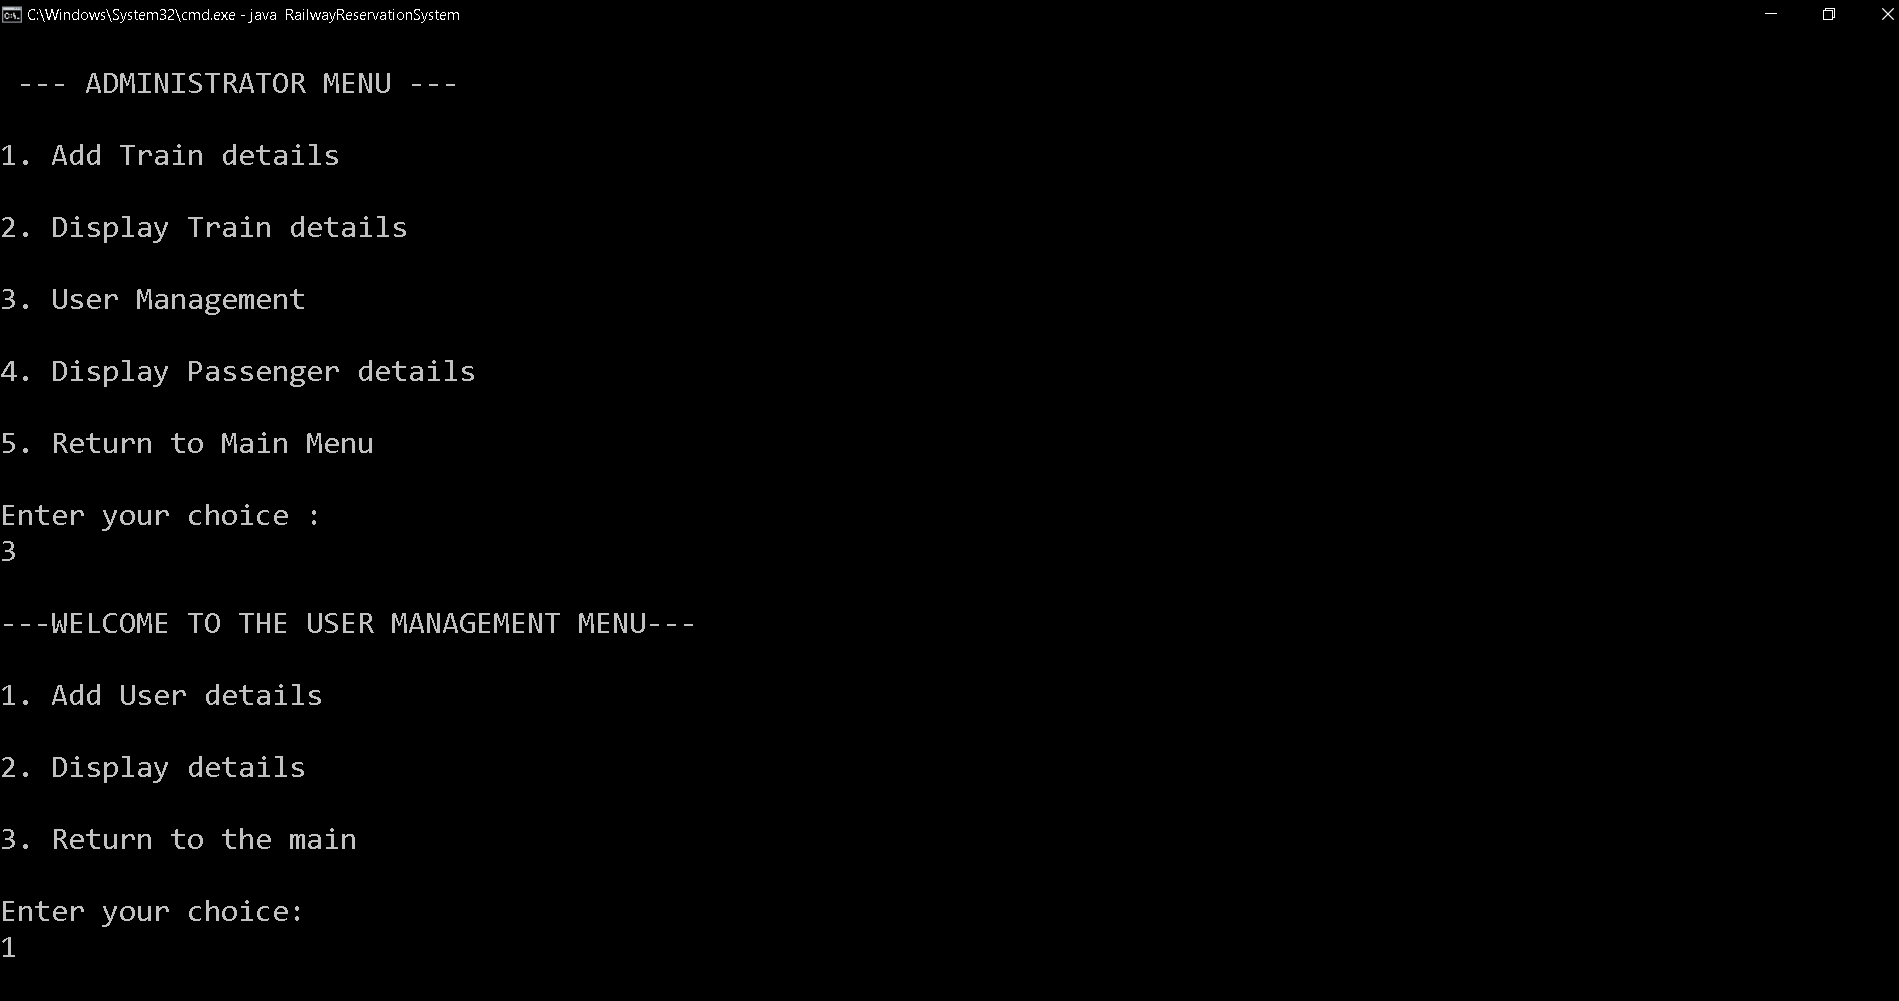 C:\Windows\System32\cmd.exe - java  RailwayReservationSystem
--- ADMINISTRATOR MENU ---
1. Add Train details
2. Display Train details
3. User Management
4. Display Passenger details
5. Return to Main Menu
Enter your choice :
3
---WELCOME TO THE USER MANAGEMENT MENU---
1. Add User details
2. Display details
3. Return to the main
Enter your choice:
1